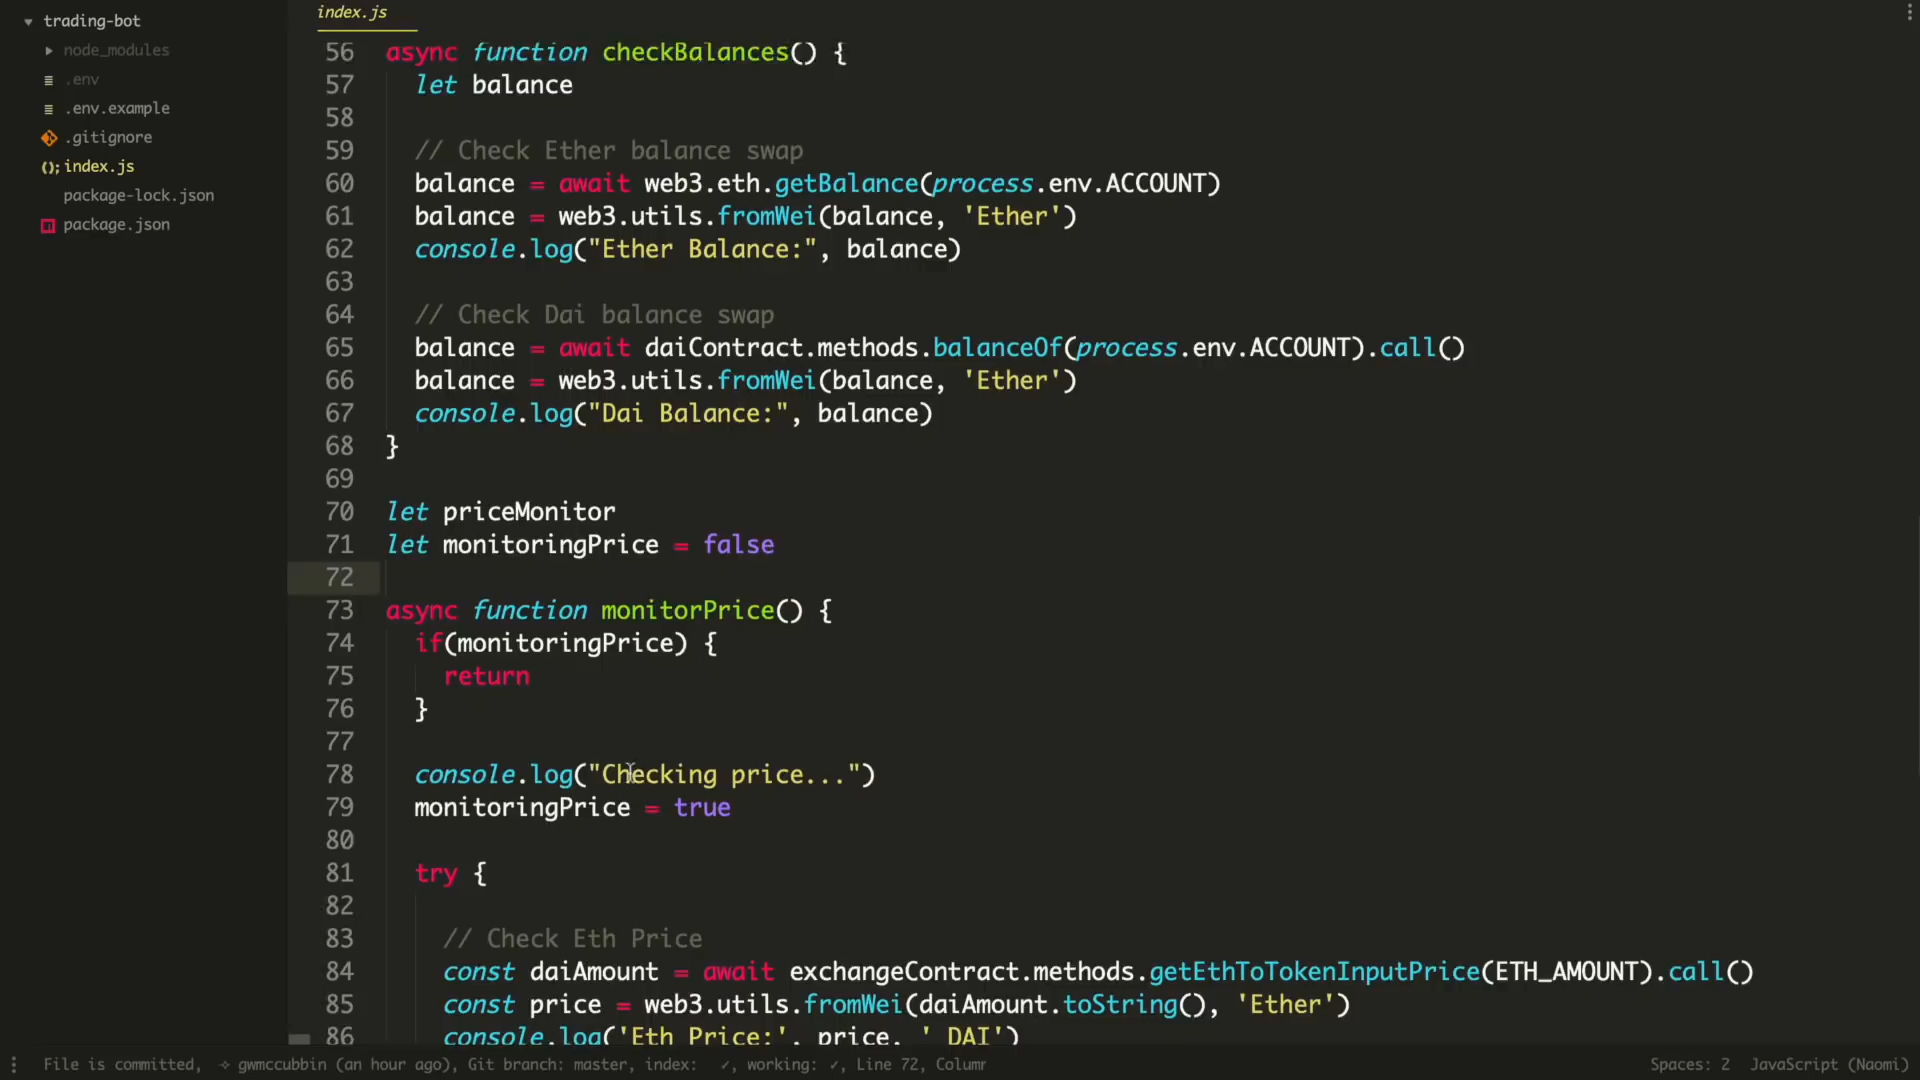 trading-bot
node_modules
.env
.env.example
.gitignore
index.js
package-lock.json
package.json
index.js
56 async function checkBalances() {
57 let balance
58
59 // Check Ether balance swap
60 balance = await web3.eth.getBalance(process.env.ACCOUNT)
61 balance = web3.utils.fromWei(balance, 'Ether')
62 console.log("Ether Balance:", balance)
63
64 // Check Dai balance swap
65 balance = await daiContract.methods.balanceOf(process.env.ACCOUNT).call()
66 balance = web3.utils.fromWei(balance, 'Ether')
67 console.log("Dai Balance:", balance)
68 }
69
70 let priceMonitor
71 let monitoringPrice = false
72
73 async function monitorPrice() {
74 if(monitoringPrice) {
75 return
76 }
77
78 console.log("Checking price...")
79 monitoringPrice = true
80
81 try {
82
83 // Check Eth Price
84 const daiAmount = await exchangeContract.methods.getEthToTokenInputPrice(ETH_AMOUNT).call()
85 const price = web3.utils.fromWei(daiAmount.toString(), 'Ether')
86 console.log('Eth Price:', price, ' DAI')
File is committed, gwmccubbin (an hour ago), Git branch: master, index: ✓, working: ✓, Line 72, Column
Spaces: 2 JavaScript (Naomi)